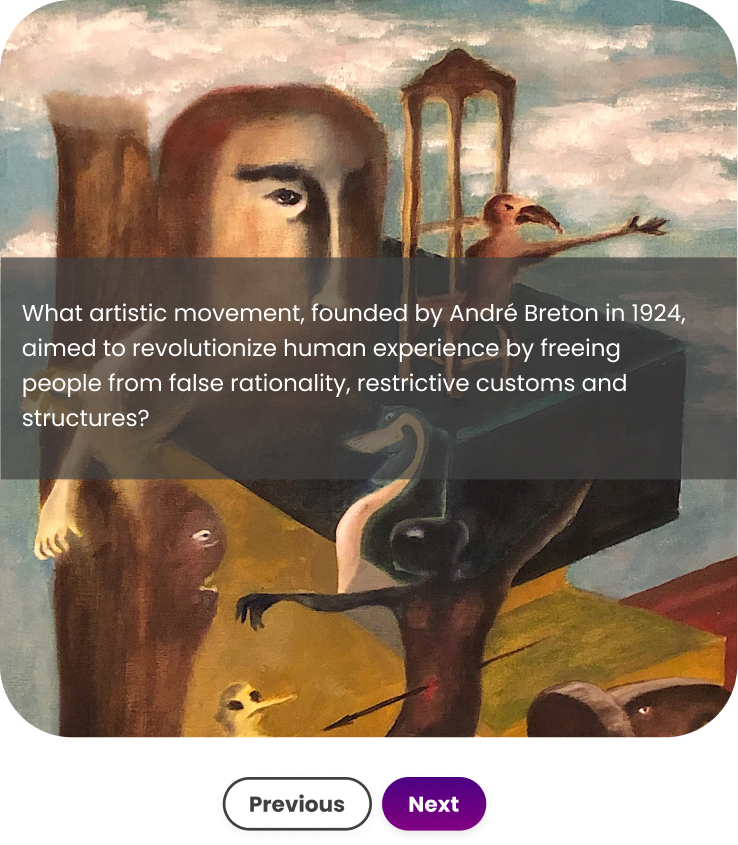 What artistic movement, founded by André Breton in 1924,
aimed to revolutionize human experience by freeing
people from false rationality, restrictive customs and
structures?
Previous
Next